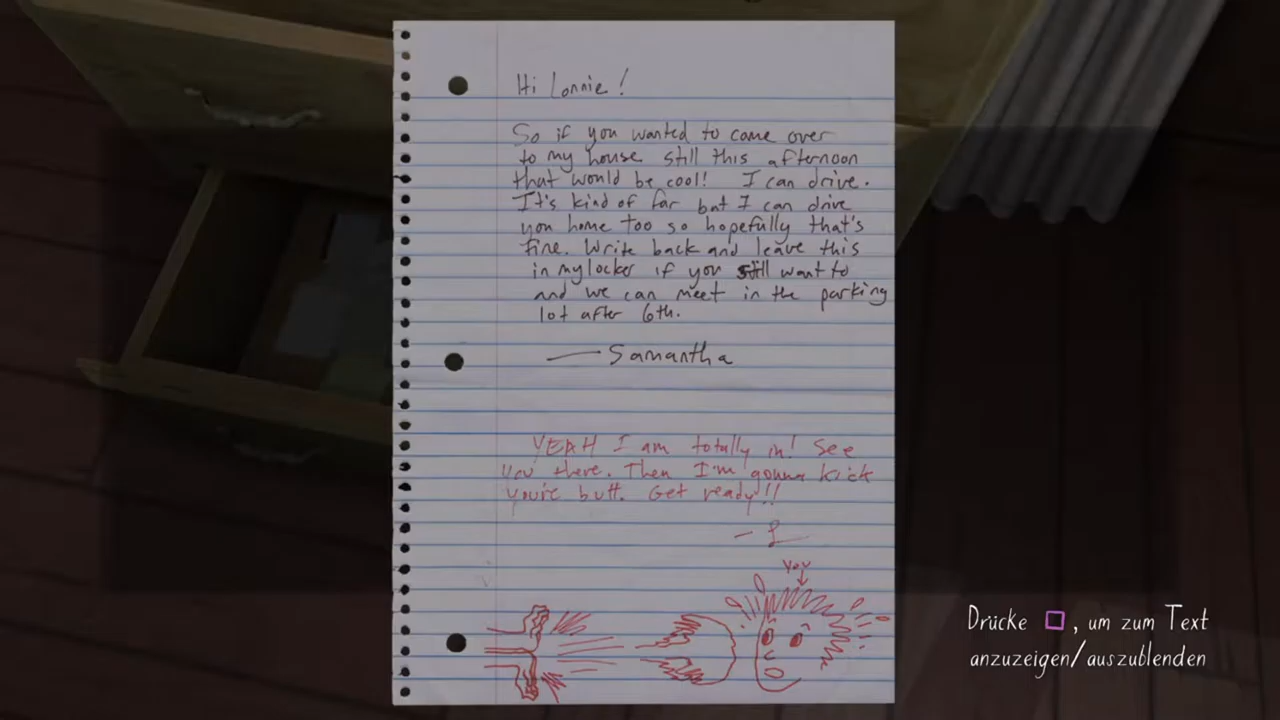 Hi Lonnie!
So if you wanted to come over
to my house still this afternoon
that would be cool! I can drive.
It's kind of far but I can drive
you home too so hopefully that's
fine. Write back and leave this
in my locker if you still want to
and we can meet in the parking
lot after 6th.
— Samantha
YEAH I am totally in! See
you there. Then I'm gonna kick
you're butt. Get ready!!
- L
You
Drücke □, um zum Text
anzuzeigen/auszublenden